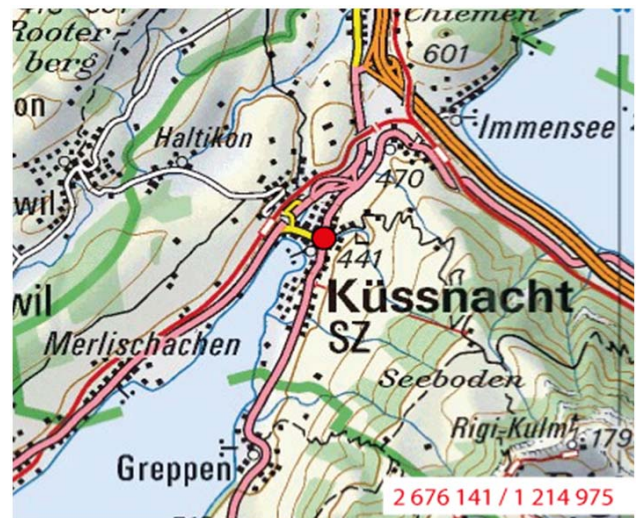 Chiemen
Rooter-
berg
601
on
Haltikon
Immensee
470
wil
441
Küssnacht
SZ
wil
Merlischachen
Seeboden
Rigi-Kulm
179
Greppen
2 676 141 / 1 214 975